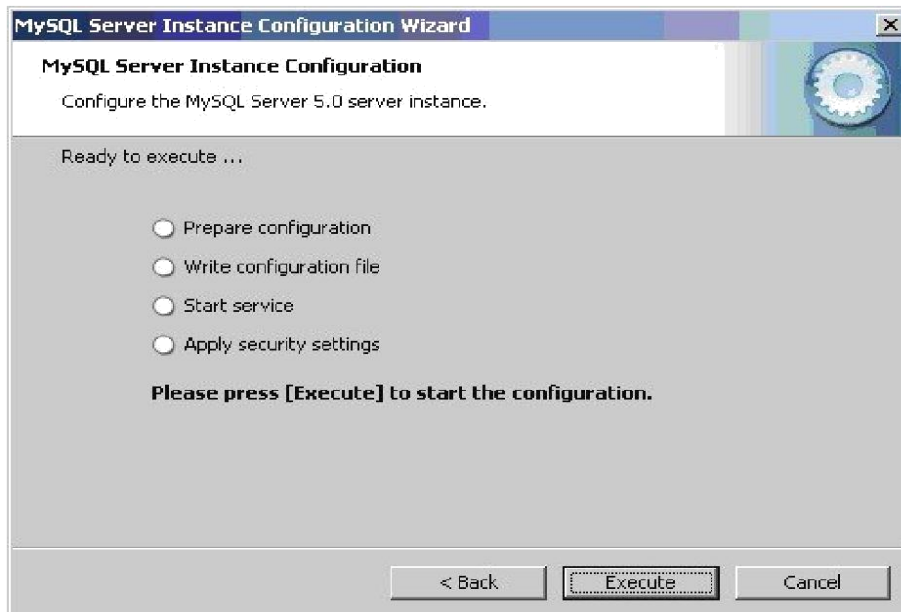 MySQL Server Instance Configuration Wizard
MySQL Server Instance Configuration
Configure the MySQL Server 5.0 server instance.
Ready to execute ...
Prepare configuration
Write configuration file
Start service
Apply security settings
Please press [Execute] to start the configuration.
< Back
Execute
Cancel